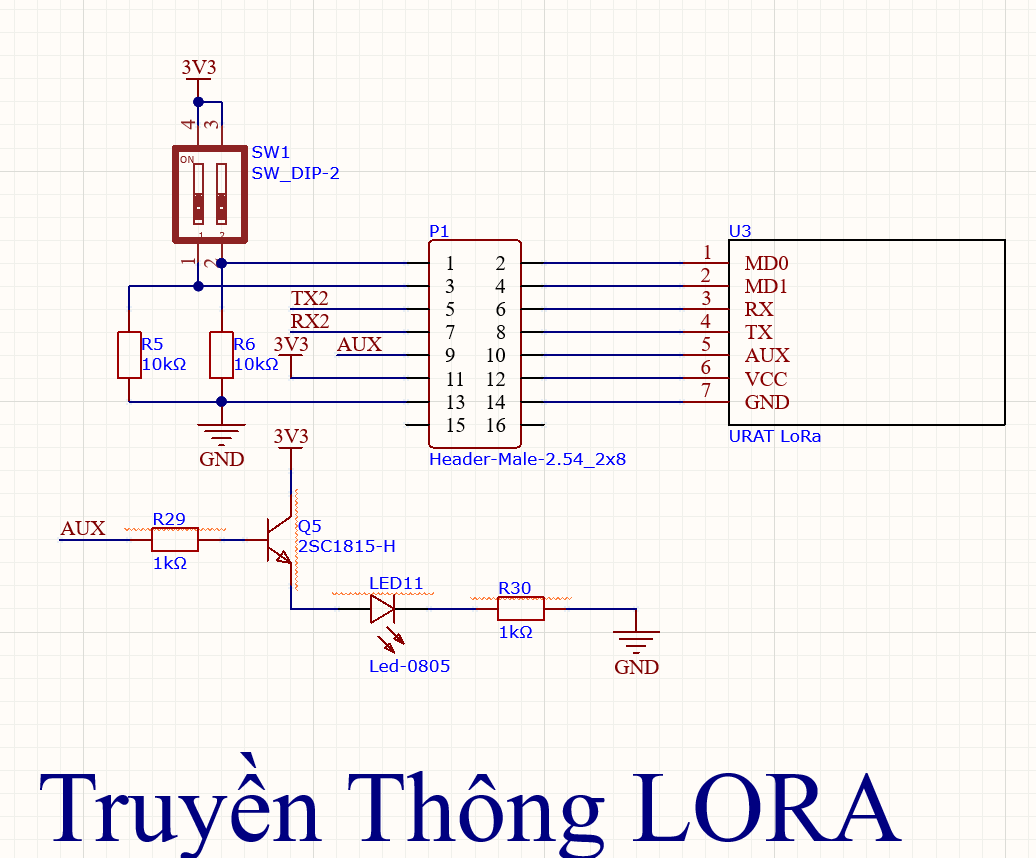 3V3
4 3
ON
SW1
SW_DIP-2
1 2
1 2
P1
U3
1 2
3 4
5 6
7 8
9 10
11 12
13 14
15 16
TX2
RX2
3V3
AUX
R5
10kΩ
R6
10kΩ
GND
1 MD0
2 MD1
3 RX
4 TX
5 AUX
6 VCC
7 GND
URAT LoRa
Header-Male-2.54_2x8
3V3
AUX
R29
1kΩ
Q5
2SC1815-H
LED11
Led-0805
R30
1kΩ
GND
Truyền Thông LORA